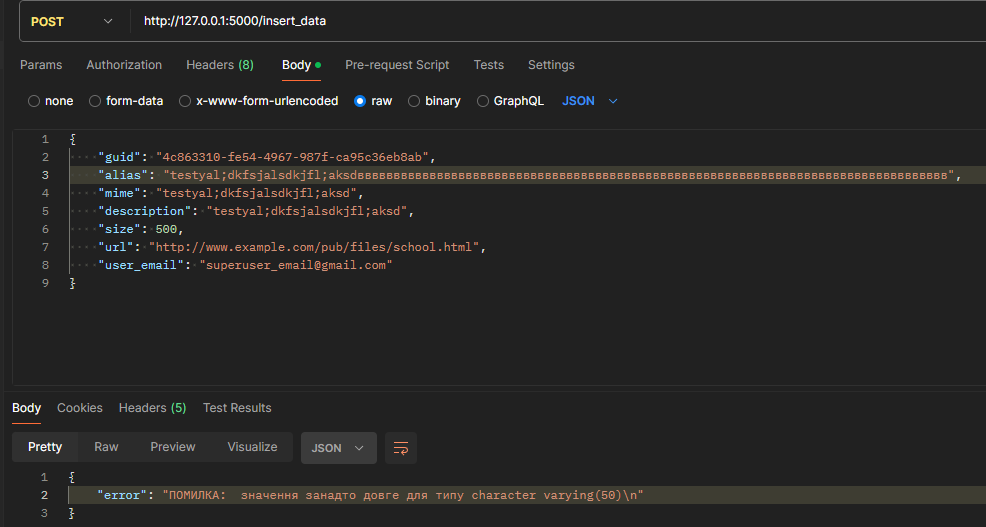 POST http://127.0.0.1:5000/insert_data
Params Authorization Headers (8) Body Pre-request Script Tests Settings
none form-data x-www-form-urlencoded raw binary GraphQL JSON
1 {
2 "guid": "4c863310-fe54-4967-987f-ca95c36eb8ab",
3 "alias":
4 "mime": "testyal;dkfsjalsdkjfl;aksd",
5 "description": "testyal;dkfsjalsdkjfl;aksd",
6 "size": 500,
7 "url": "http://www.example.com/pub/files/school.html",
8 "user_email": "superuser_email@gmail.com"
9 }
Body Cookies Headers (5) Test Results
Pretty Raw Preview Visualize JSON
1 {
2 "error": "ПОМИЛКА:  значення занадто довге для типу character varying(50)\n"
3 }